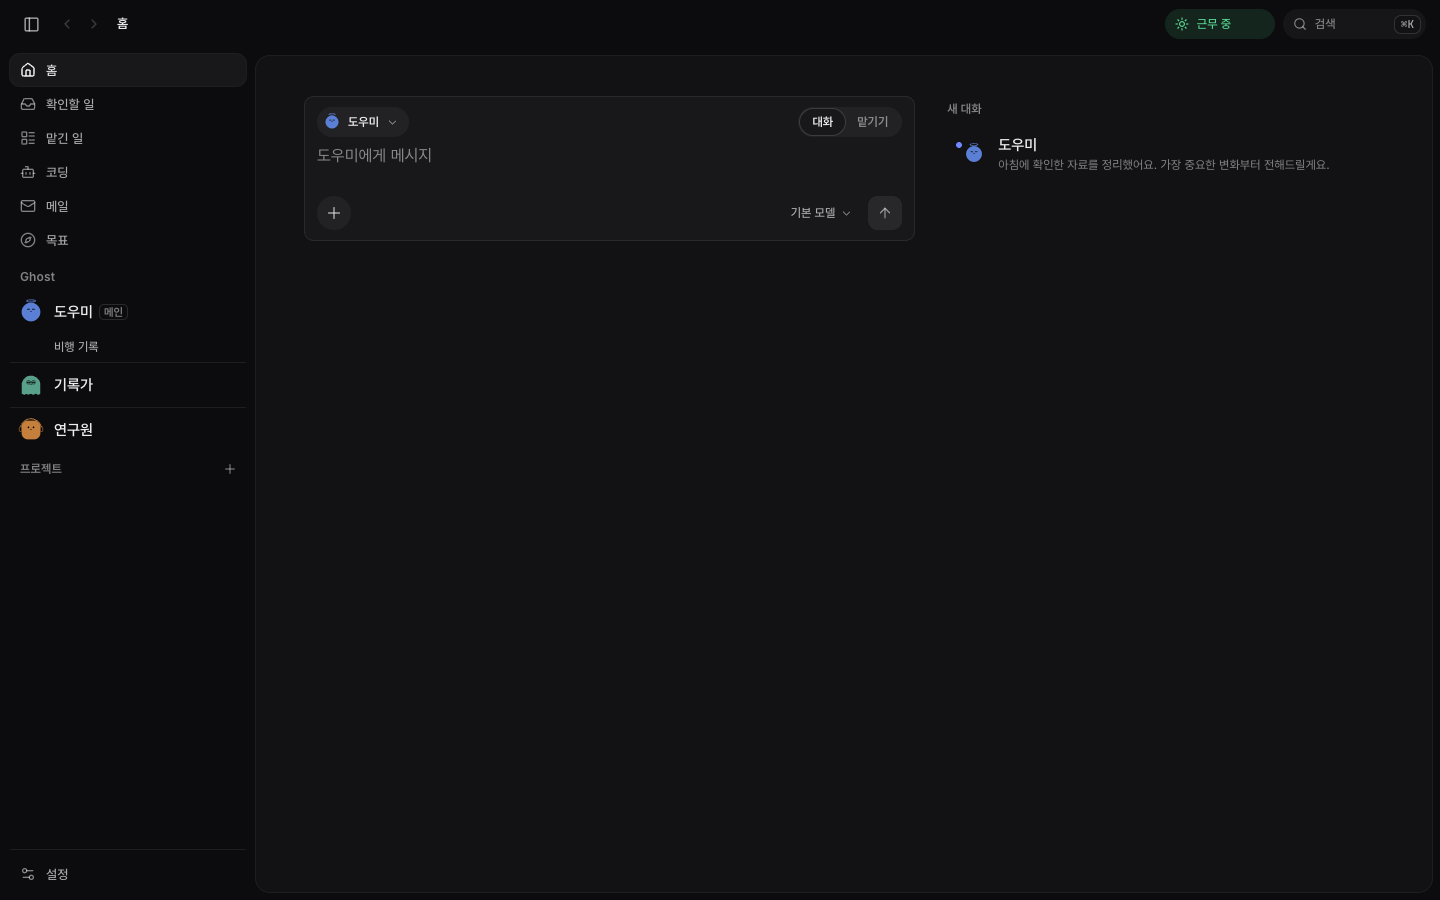 홈
근무 중
검색
⌘K
홈
확인할 일
맡긴 일
코딩
메일
목표
Ghost
도우미 메인
비행 기록
기록가
연구원
프로젝트
설정
도우미
대화
맡기기
도우미에게 메시지
기본 모델
새 대화
도우미
아침에 확인한 자료를 정리했어요. 가장 중요한 변화부터 전해드릴게요.